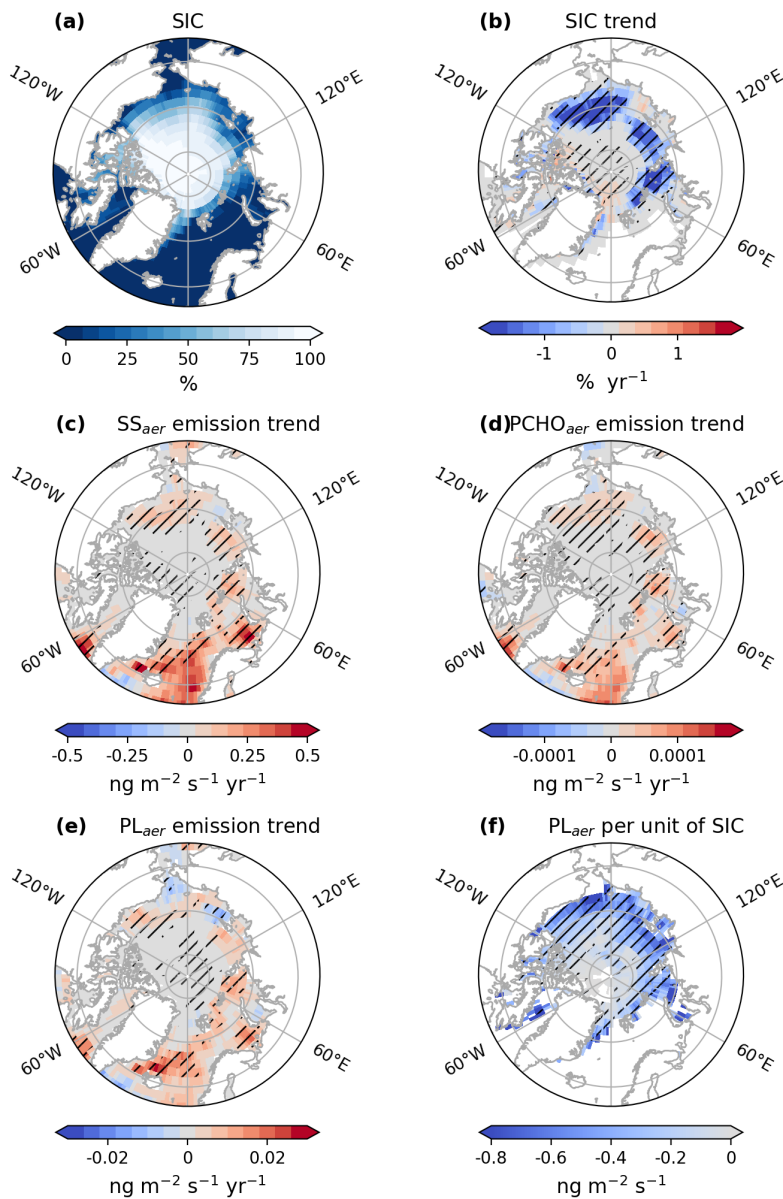 (a) SIC
(b) SIC trend
120°W 120°E
120°W 120°E
60°W 60°E
60°W 60°E
0 25 50 75 100
%
-1 0 1
% yr⁻¹
(c) SSaer emission trend
(d) PCHOaer emission trend
120°W 120°E
120°W 120°E
60°W 60°E
60°W 60°E
-0.5 -0.25 0 0.25 0.5
ng m⁻² s⁻¹ yr⁻¹
-0.0001 0 0.0001
ng m⁻² s⁻¹ yr⁻¹
(e) PLaer emission trend
(f) PLaer per unit of SIC
120°W 120°E
120°W 120°E
60°W 60°E
60°W 60°E
-0.02 0 0.02
ng m⁻² s⁻¹ yr⁻¹
-0.8 -0.6 -0.4 -0.2 0
ng m⁻² s⁻¹